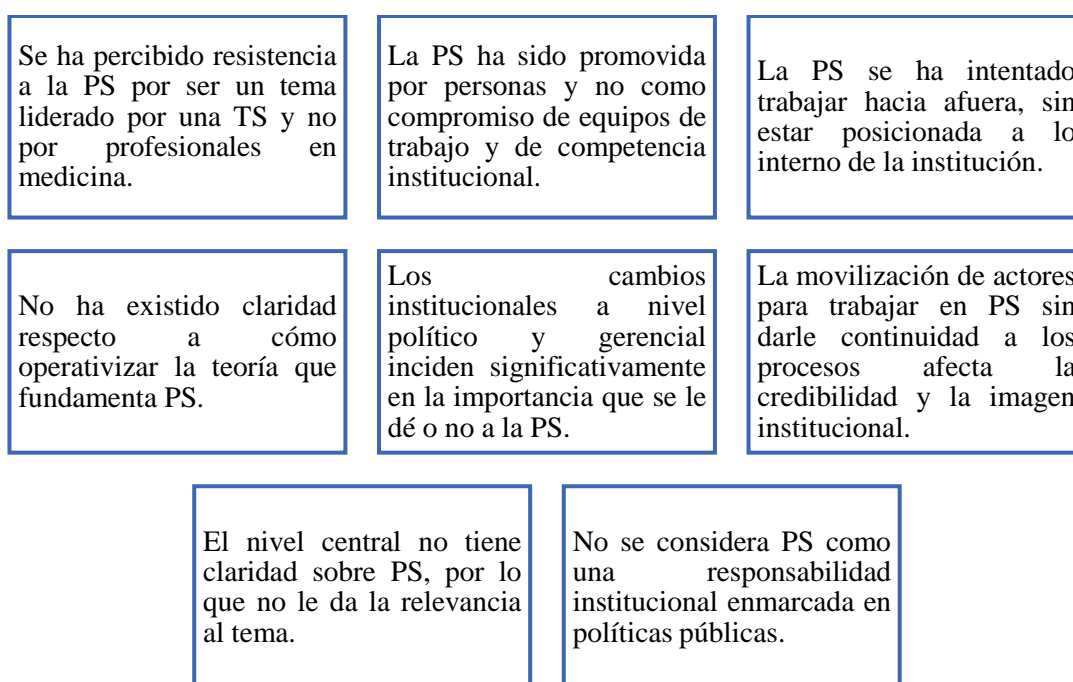 Se ha percibido resistencia
a la PS por ser un tema
liderado por una TS y no
por profesionales en
medicina.
La PS ha sido promovida
por personas y no como
compromiso de equipos de
trabajo y de competencia
institucional.
La PS se ha intentado
trabajar hacia afuera, sin
estar posicionada a lo
interno de la institución.
No ha existido claridad
respecto a cómo
operativizar la teoría que
fundamenta PS.
Los cambios
institucionales a nivel
político y gerencial
inciden significativamente
en la importancia que se le
dé o no a la PS.
La movilización de actores
para trabajar en PS sin
darle continuidad a los
procesos afecta la
credibilidad y la imagen
institucional.
El nivel central no tiene
claridad sobre PS, por lo
que no le da la relevancia
al tema.
No se considera PS como
una responsabilidad
institucional enmarcada en
políticas públicas.